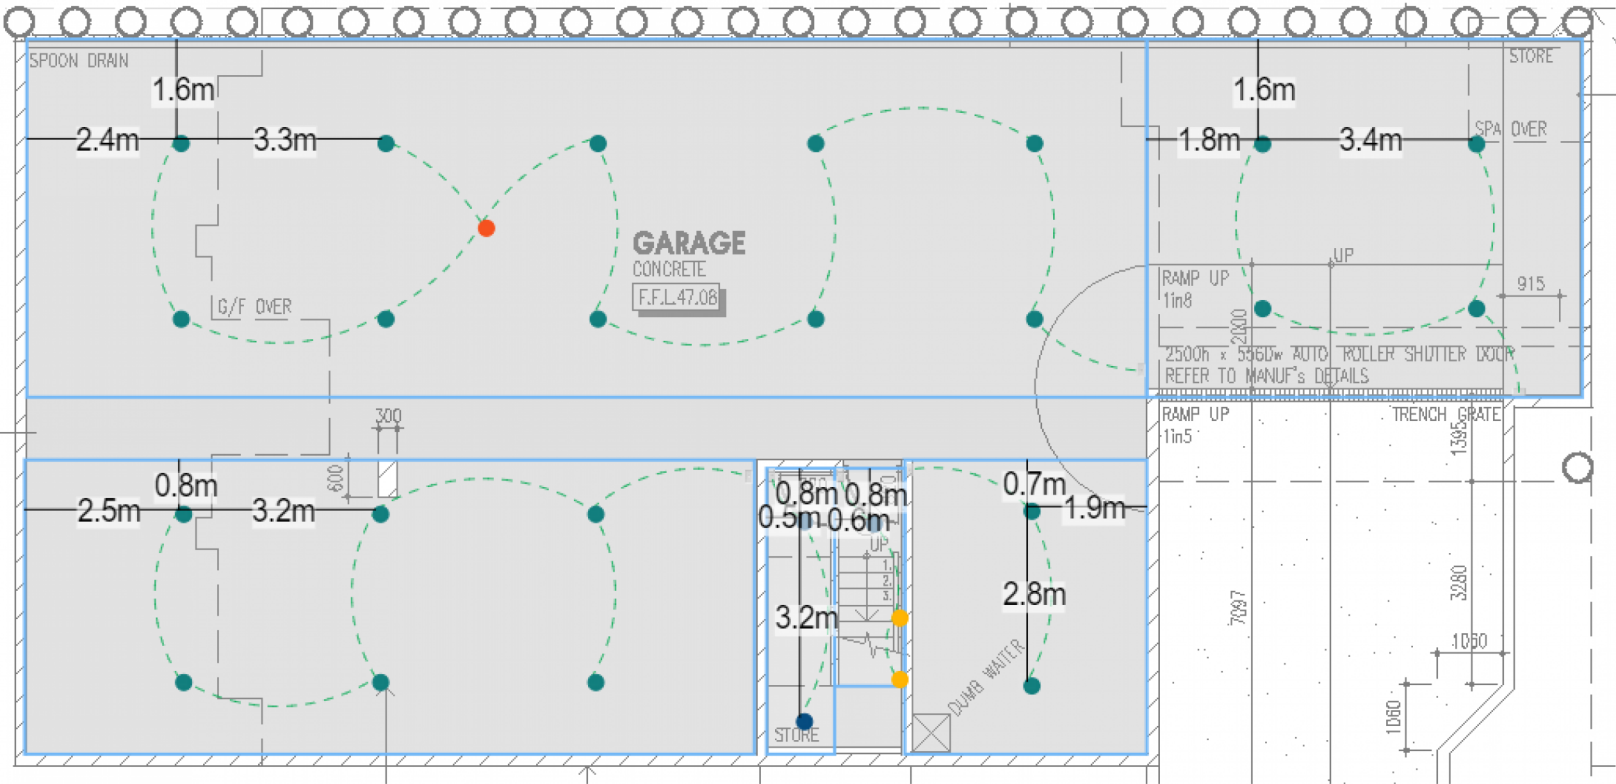 SPOON DRAIN
STORE
1.6m
1.6m
SPA OVER
2.4m
3.3m
1.8m
3.4m
GARAGE
CONCRETE
F.F.L.47.08
UP
RAMP UP
1in8
915
G/F OVER
2000
2500h x 5560w AUTO ROLLER SHUTTER DOOR
REFER TO MANUF's DETAILS
300
RAMP UP
1in5
TRENCH GRATE
1395
600
0.8m
0.8m
0.8m
0.7m
2.5m
3.2m
0.5m
0.6m
1.9m
UP
1.
2.
3.
3.2m
2.8m
7097
3280
1060
DUMB WAITER
1060
STORE